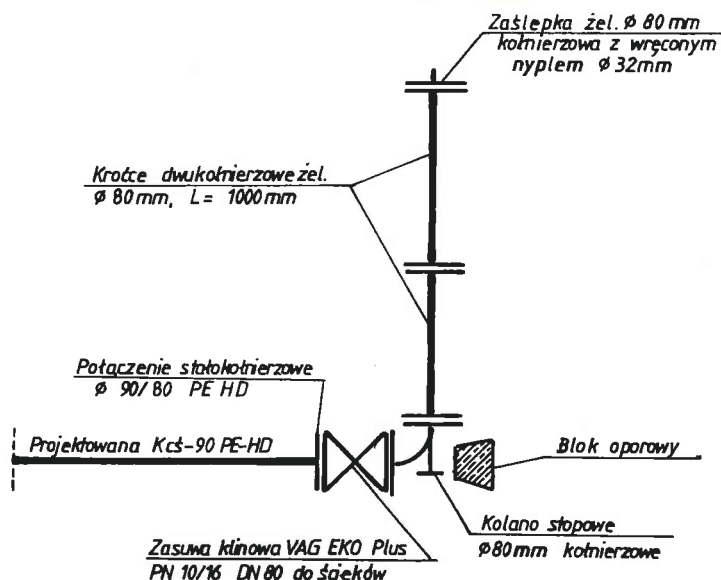 Zaślepka żel. Φ 80 mm
kołnierzowa z wręconym
nyplem Φ 32mm
Kroćce dwukołnierzowe żel.
Φ 80mm, L= 1000mm
Połączenie stałokołnierzowe
Φ 90/80 PE HD
Projektowana Kcś-90 PE-HD
Blok oporowy
Kolano stopowe
Φ80mm kołnierzowe
Zasuwa klinowa VAG EKO Plus
PN 10/16 DN 80 do ścieków